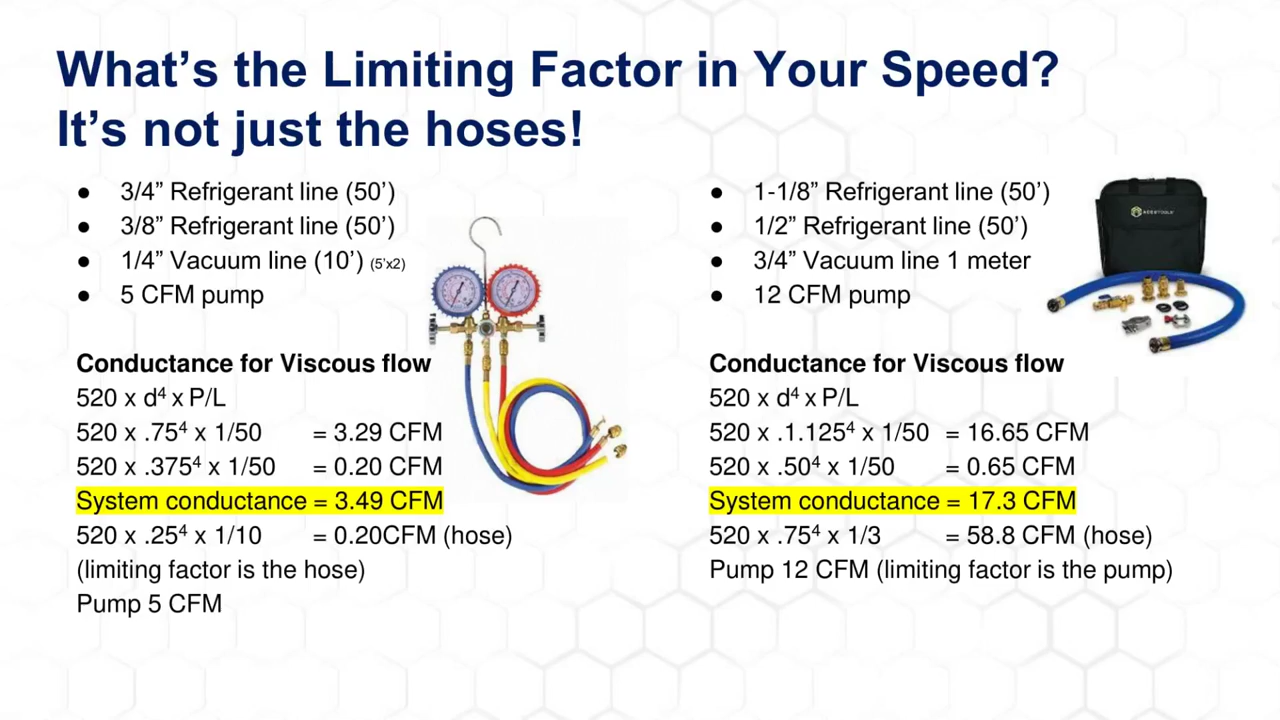 What’s the Limiting Factor in Your Speed?
It’s not just the hoses!
● 3/4” Refrigerant line (50’)
● 3/8” Refrigerant line (50’)
● 1/4” Vacuum line (10’) (5’x2)
● 5 CFM pump
Conductance for Viscous flow
520 x d⁴ x P/L
520 x .75⁴ x 1/50 = 3.29 CFM
520 x .375⁴ x 1/50 = 0.20 CFM
System conductance = 3.49 CFM
520 x .25⁴ x 1/10 = 0.20CFM (hose)
(limiting factor is the hose)
Pump 5 CFM
● 1-1/8” Refrigerant line (50’)
● 1/2” Refrigerant line (50’)
● 3/4” Vacuum line 1 meter
● 12 CFM pump
Conductance for Viscous flow
520 x d⁴ x P/L
520 x .1.125⁴ x 1/50 = 16.65 CFM
520 x .50⁴ x 1/50 = 0.65 CFM
System conductance = 17.3 CFM
520 x .75⁴ x 1/3 = 58.8 CFM (hose)
Pump 12 CFM (limiting factor is the pump)